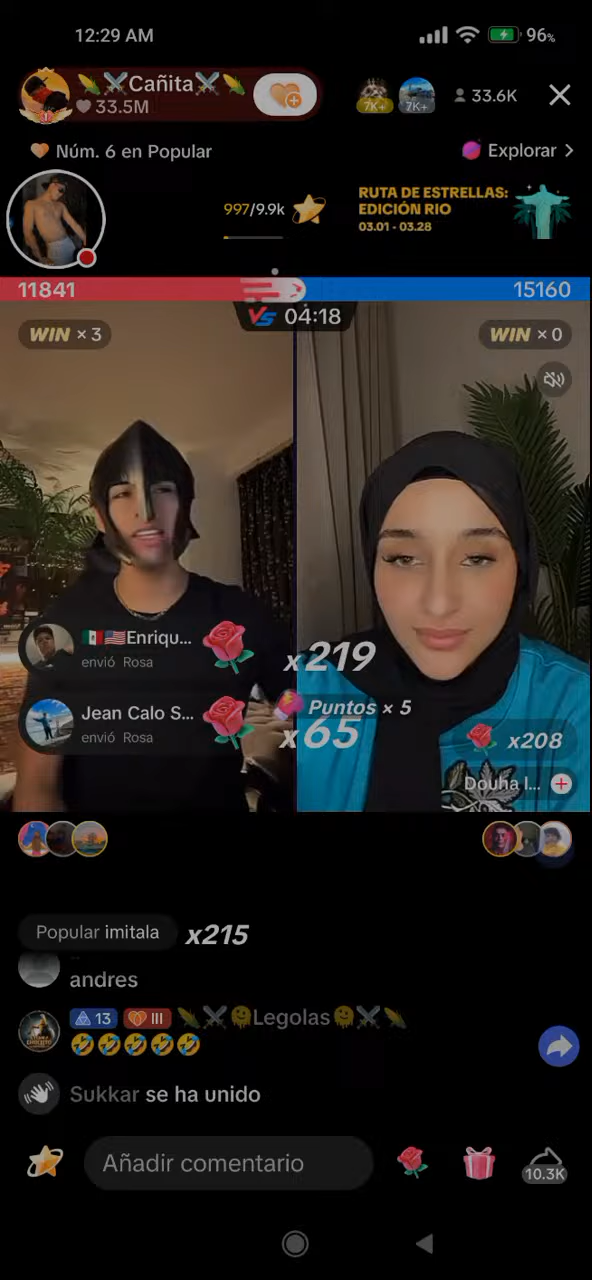 12:29 AM
96%
🌽⚔️Cañita⚔️🌽
33.5M
7K+
7K+
33.6K
Núm. 6 en Popular
Explorar >
997/9.9k
RUTA DE ESTRELLAS:
EDICIÓN RIO
03.01 - 03.28
11841
15160
VS 04:18
WIN × 3
WIN × 0
🇲🇽🇺🇸Enriqu...
envió Rosa
x219
Jean Calo S...
envió Rosa
Puntos × 5
x65
x208
Douha l...
Popular imitala
x215
andres
13 III 🌽⚔️🫠Legolas🫠⚔️🌽
🤣🤣🤣🤣🤣
Sukkar se ha unido
Añadir comentario
10.3K